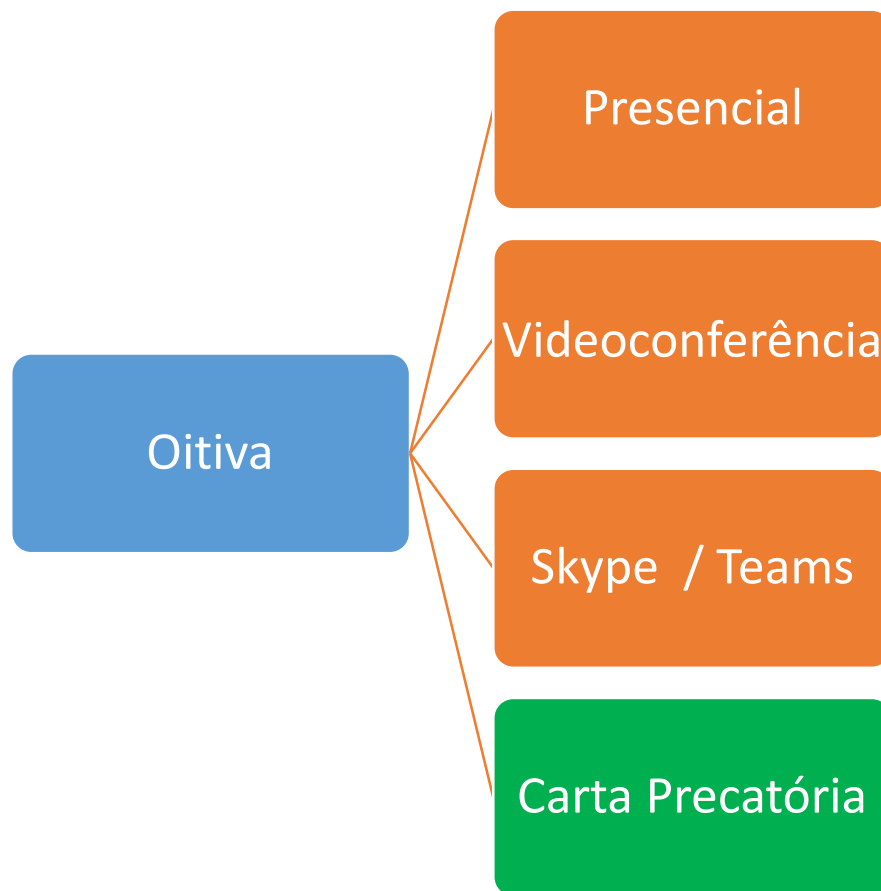 Presencial
Videoconferência
Oitiva
Skype / Teams
Carta Precatória